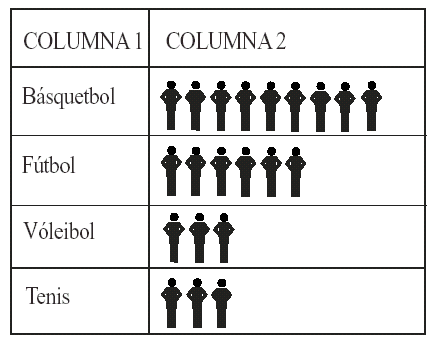 COLUMNA 1 COLUMNA 2
Básquetbol
Fútbol
Vóleibol
Tenis